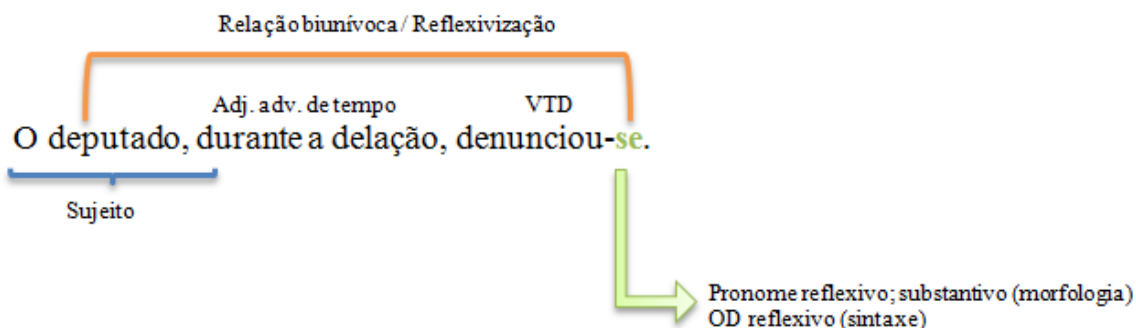 Relação biunívoca / Reflexivização
Adj. adv. de tempo VTD
O deputado, durante a delação, denunciou-se.
Sujeito
Pronome reflexivo; substantivo (morfologia)
OD reflexivo (sintaxe)